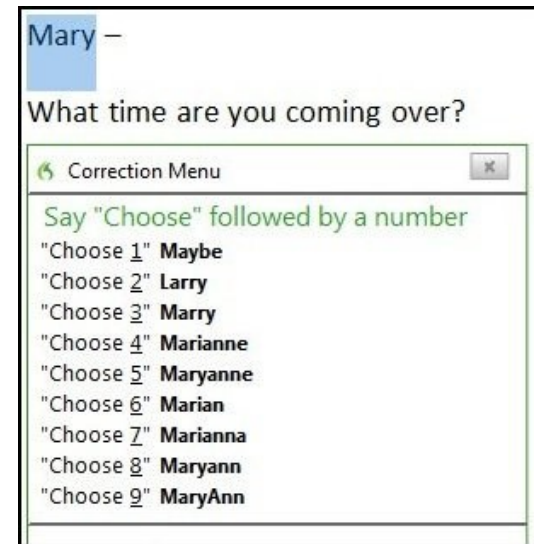 Mary –
What time are you coming over?
Correction Menu
Say "Choose" followed by a number
"Choose 1" Maybe
"Choose 2" Larry
"Choose 3" Marry
"Choose 4" Marianne
"Choose 5" Maryanne
"Choose 6" Marian
"Choose 7" Marianna
"Choose 8" Maryann
"Choose 9" MaryAnn